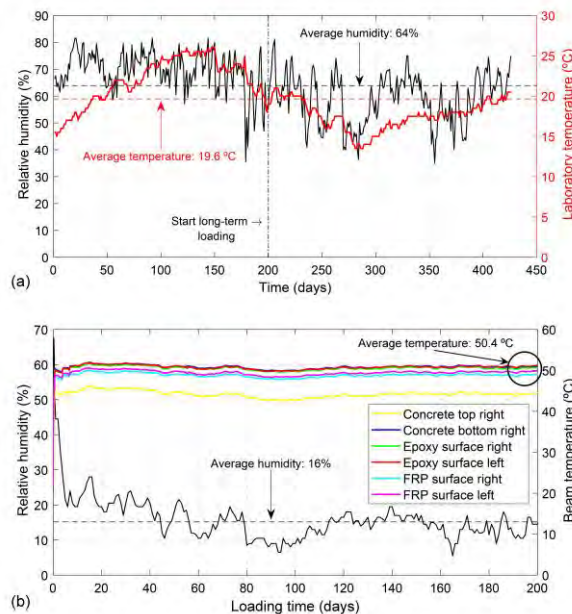 Relative humidity (%)
90
80
70
60
50
40
30
20
10
0
Average humidity: 64%
Average temperature: 19.6 ºC
Start long-term →
loading
30
25
20
15
10
5
0
Laboratory temperature (ºC)
0 50 100 150 200 250 300 350 400 450
(a)
Time (days)
Relative humidity (%)
70
60
50
40
30
20
10
0
Average temperature: 50.4 ºC
Concrete top right
Concrete bottom right
Epoxy surface right
Epoxy surface left
FRP surface right
FRP surface left
Average humidity: 16%
60
50
40
30
20
10
0
Beam temperature (ºC)
0 20 40 60 80 100 120 140 160 180 200
(b)
Loading time (days)